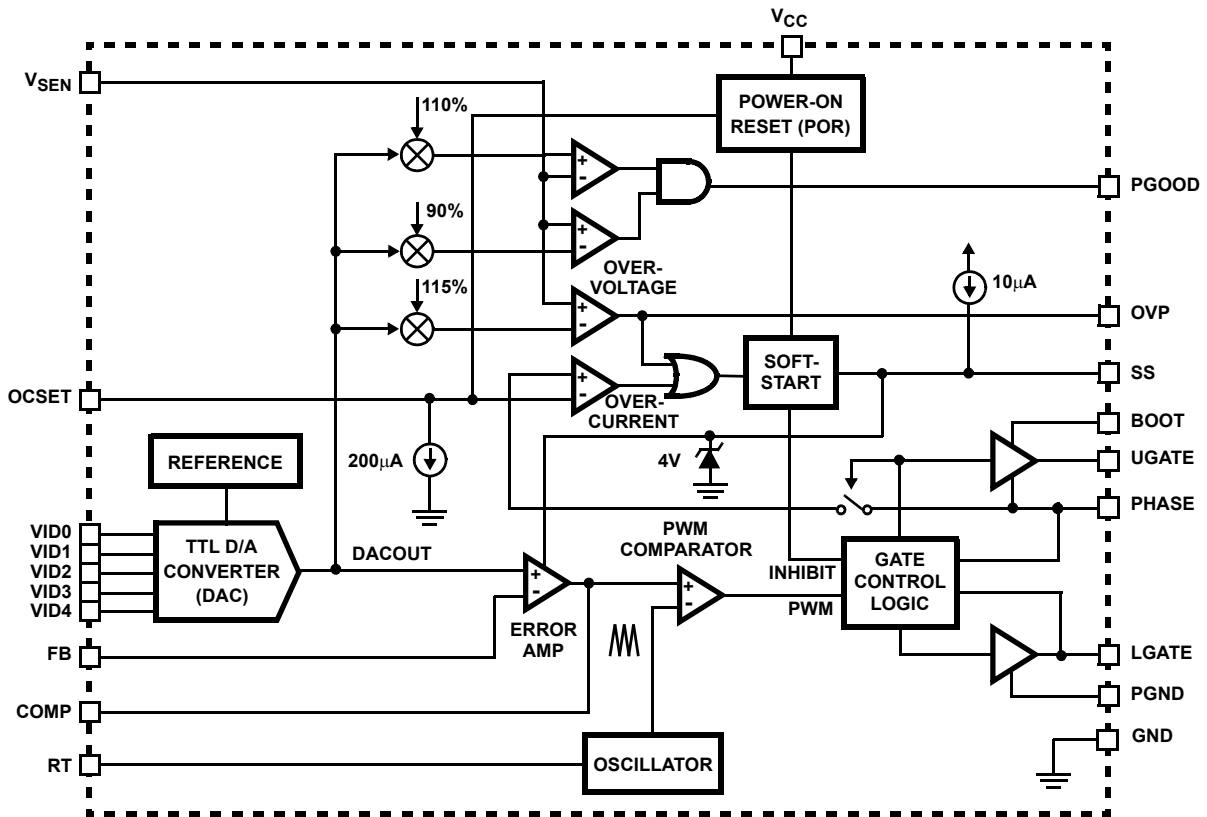 VCC
VSEN
110%
POWER-ON
RESET (POR)
+
-
PGOOD
90%
+
-
OVER-
VOLTAGE
115%
10μA
+
-
OVP
SOFT-
START
SS
OCSET
+
-
OVER-
CURRENT
BOOT
REFERENCE
200μA
4V
UGATE
PHASE
VID0
VID1
VID2
VID3
VID4
TTL D/A
CONVERTER
(DAC)
DACOUT
PWM
COMPARATOR
+
-
ERROR
AMP
+
-
INHIBIT
PWM
GATE
CONTROL
LOGIC
FB
LGATE
COMP
PGND
RT
OSCILLATOR
GND